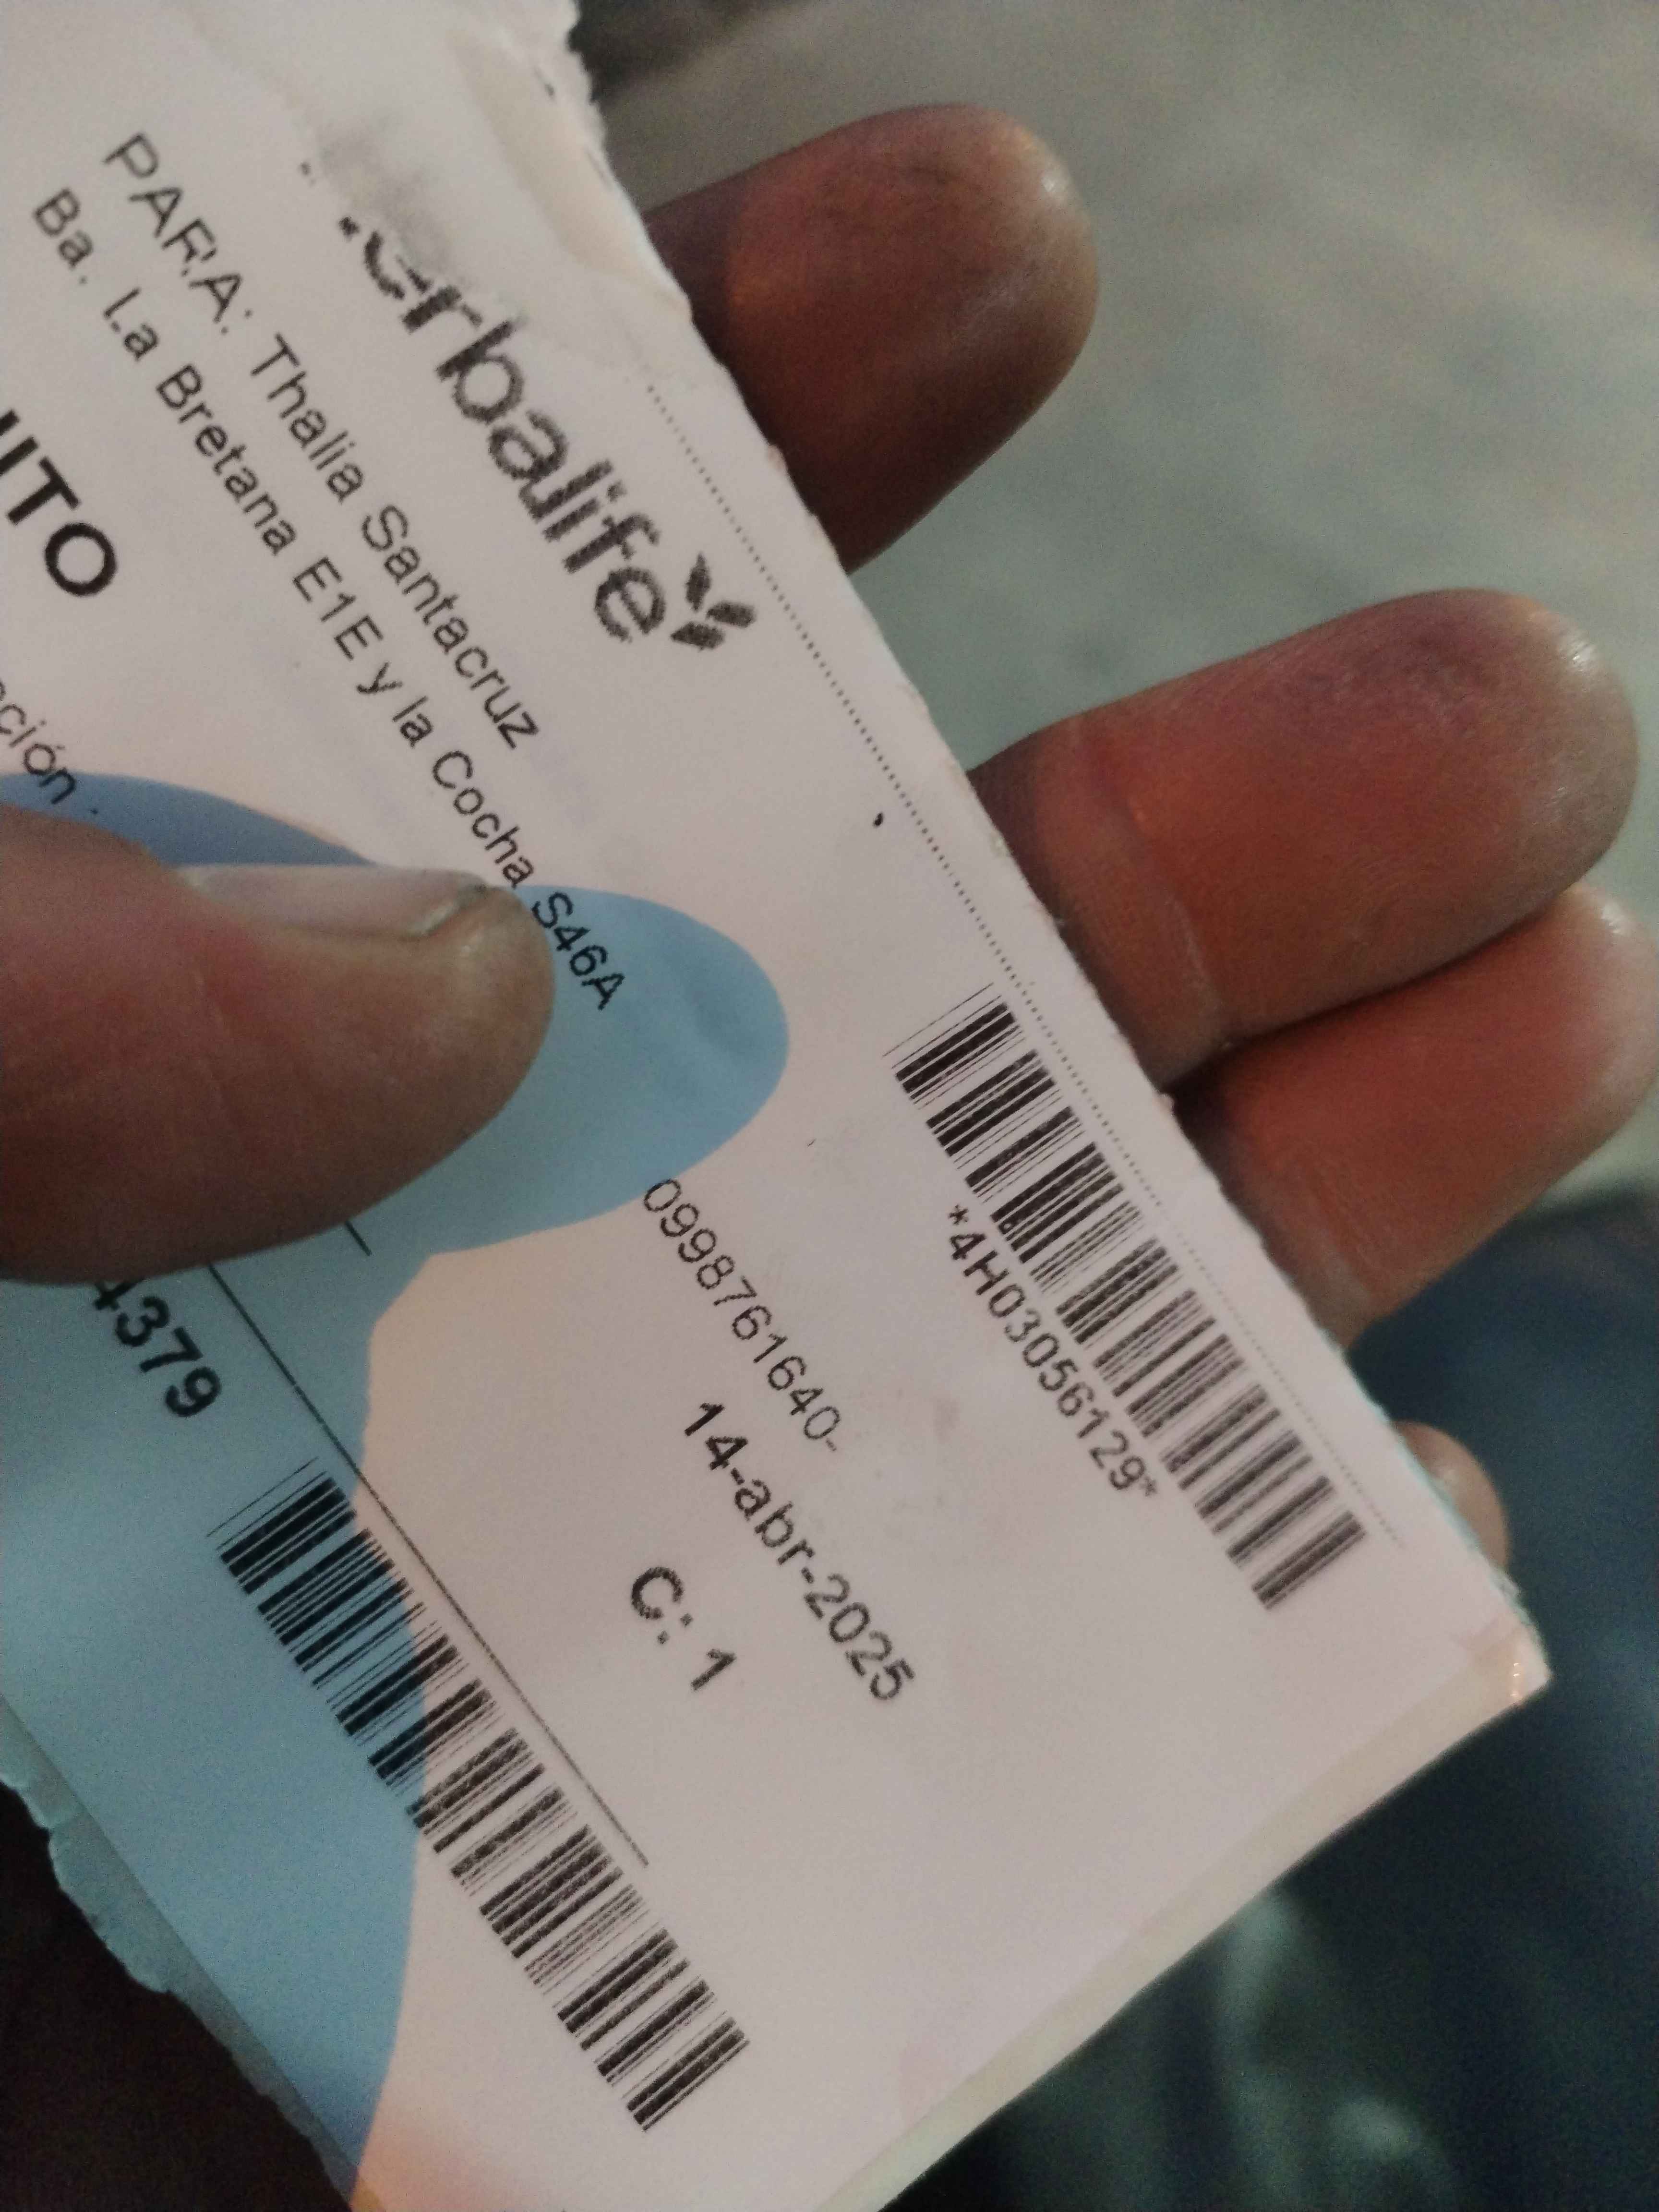 erbalife
PARA: Thalia Santacruz
Ba. La Bretana E1E y la Cocha S46A
*4H03056129*
0998761640-
14-abr-2025
C: 1
ITO
ción
4379